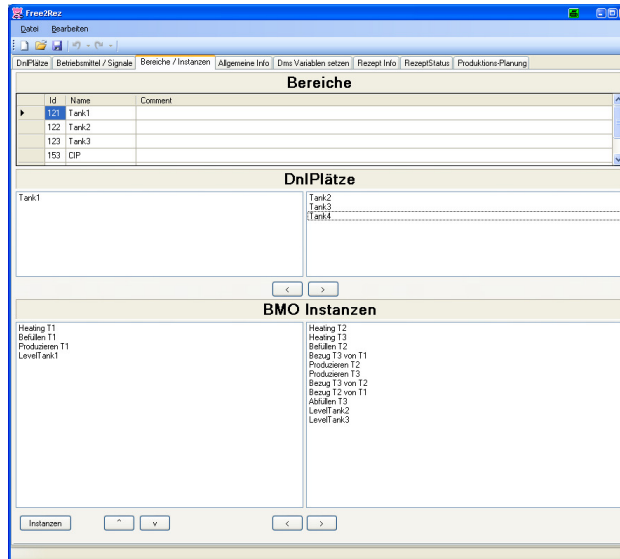 Free2Rez
Datei Bearbeiten
DnlPlätze Betriebsmittel / Signale Bereiche / Instanzen Allgemeine Info Dms Variablen setzen Rezept Info RezeptStatus Produktions-Planung
Bereiche
Id Name Comment
121 Tank1
122 Tank2
123 Tank3
153 CIP
DnlPlätze
Tank1
Tank2
Tank3
Tank4
< >
BMO Instanzen
Heating T1
Befüllen T1
Produzieren T1
LevelTank1
Heating T2
Heating T3
Befüllen T2
Bezug T3 von T1
Produzieren T2
Produzieren T3
Bezug T3 von T2
Bezug T2 von T1
Abfüllen T3
LevelTank2
LevelTank3
Instanzen ^ v < >